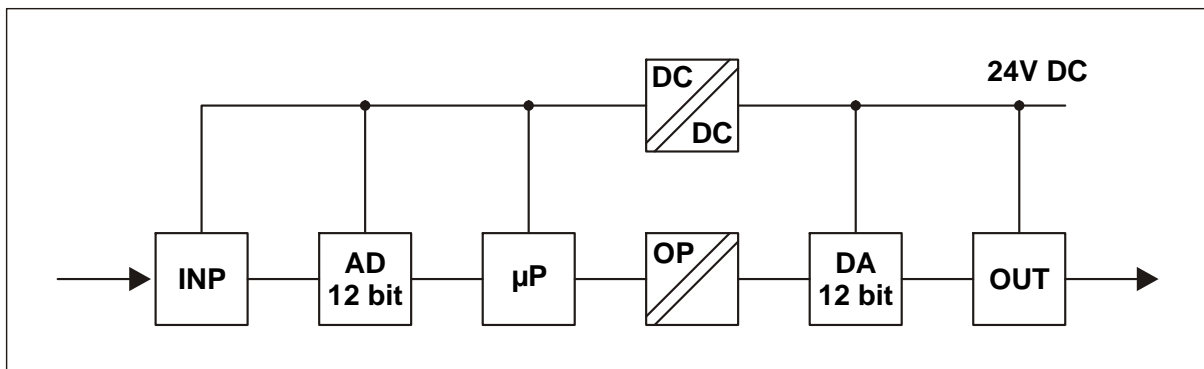 DC
DC
24V DC
INP
AD
12 bit
µP
OP
DA
12 bit
OUT